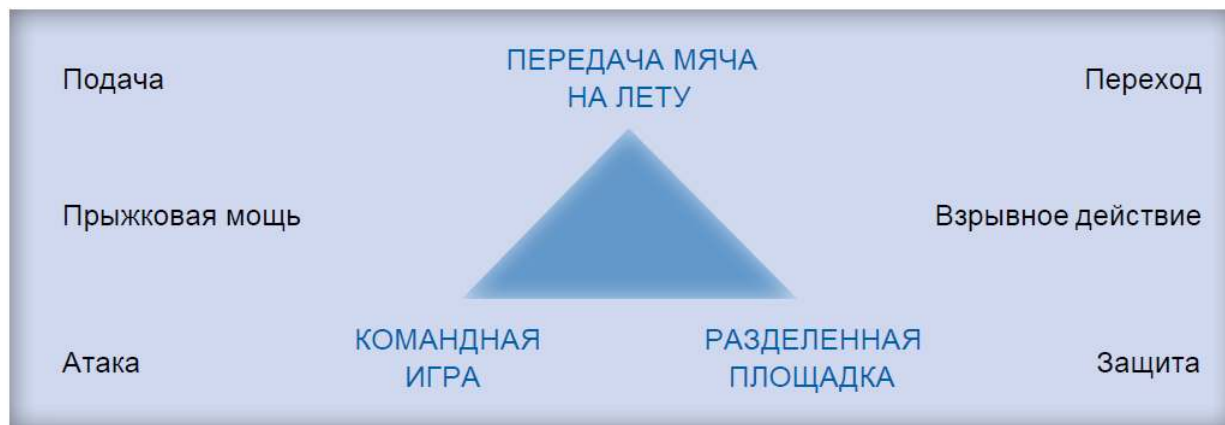 Подача
ПЕРЕДАЧА МЯЧА
НА ЛЕТУ
Переход
Прыжковая мощь
Взрывное действие
Атака
КОМАНДНАЯ
ИГРА
РАЗДЕЛЕННАЯ
ПЛОЩАДКА
Защита